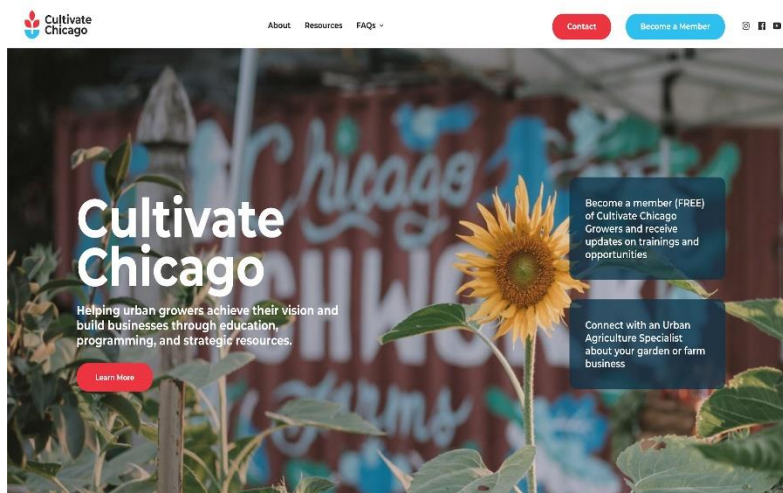 Cultivate
Chicago
About
Resources
FAQs
Contact
Become a Member
Chicago
Cultivate
Chicago
Helping urban growers achieve their vision and
build businesses through education,
programming, and strategic resources.
Learn More
Become a member (FREE)
of Cultivate Chicago
Growers and receive
updates on trainings and
opportunities
Connect with an Urban
Agriculture Specialist
about your garden or farm
business
Farms